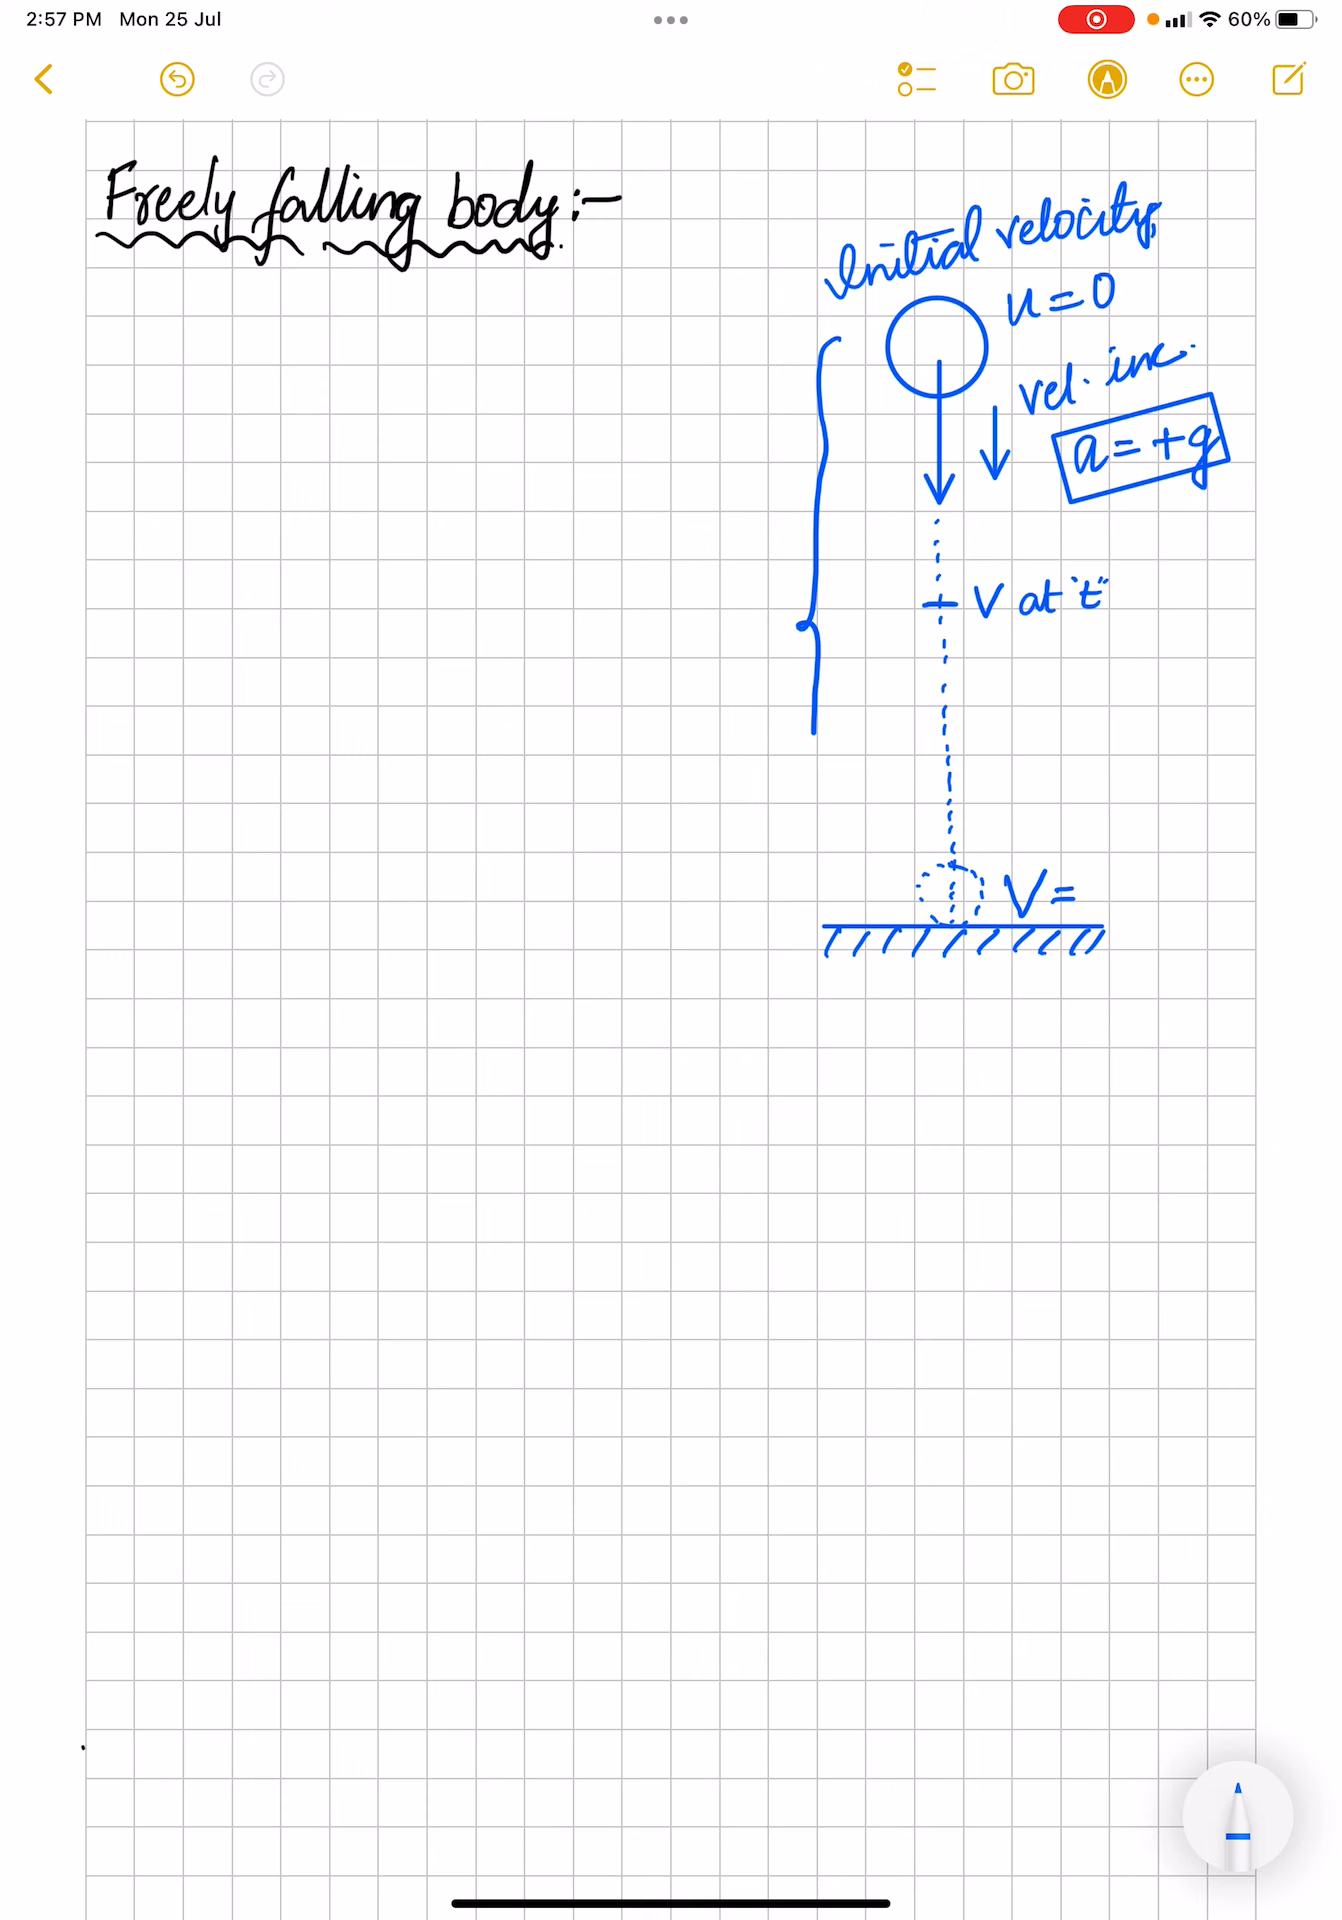 2:57 PM Mon 25 Jul
60%
Freely falling body:-
Initial velocity,
u=0
vel. inc.
a=+g
V at "t"
V=